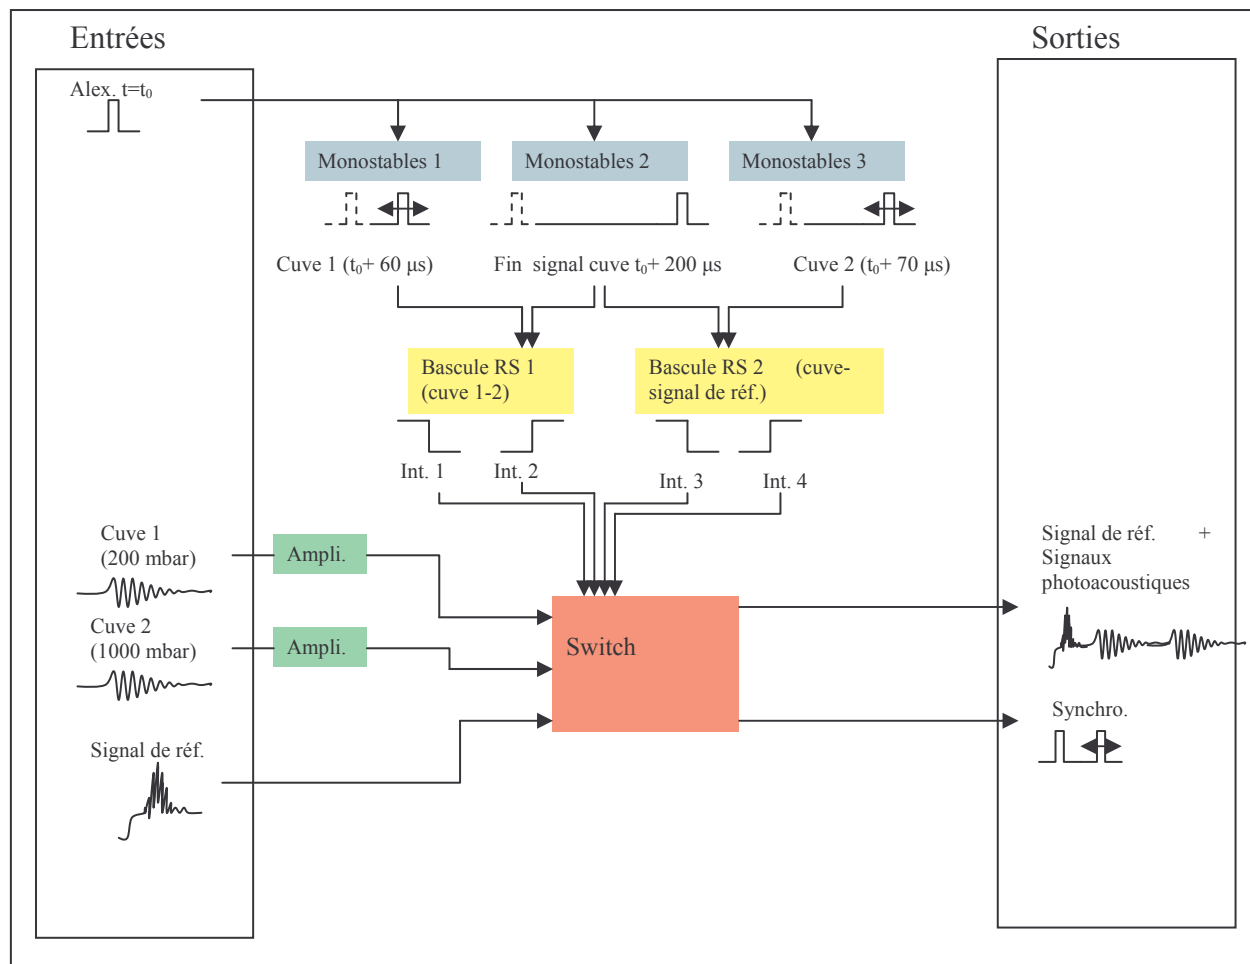 Entrées
Sorties
Alex. t=t₀
Monostables 1
Monostables 2
Monostables 3
Cuve 1 (t₀+ 60 µs)
Fin signal cuve t₀+ 200 µs
Cuve 2 (t₀+ 70 µs)
Bascule RS 1
(cuve 1-2)
Bascule RS 2 (cuve-
signal de réf.)
Int. 1
Int. 2
Int. 3
Int. 4
Cuve 1
(200 mbar)
Ampli.
Cuve 2
(1000 mbar)
Ampli.
Signal de réf.
Switch
Signal de réf. +
Signaux
photoacoustiques
Synchro.